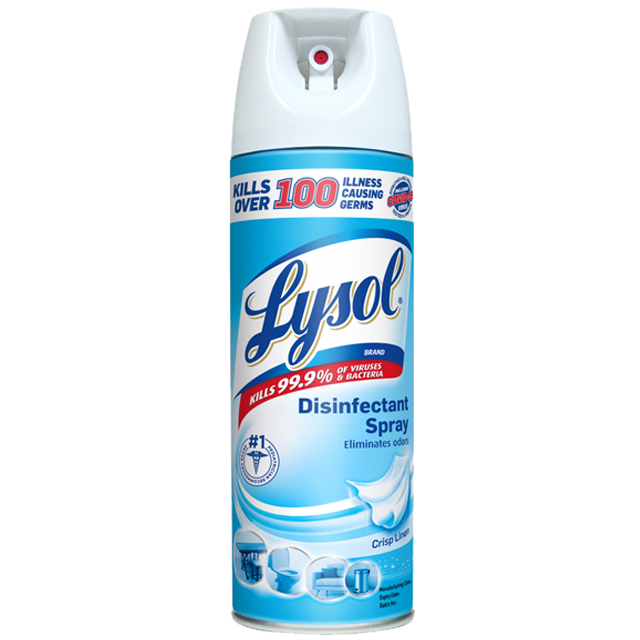 KILLS OVER 100 ILLNESS CAUSING GERMS
Lysol®
BRAND
KILLS 99.9% OF VIRUSES & BACTERIA
Disinfectant
Spray
Eliminates odors
#1
Crisp Linen